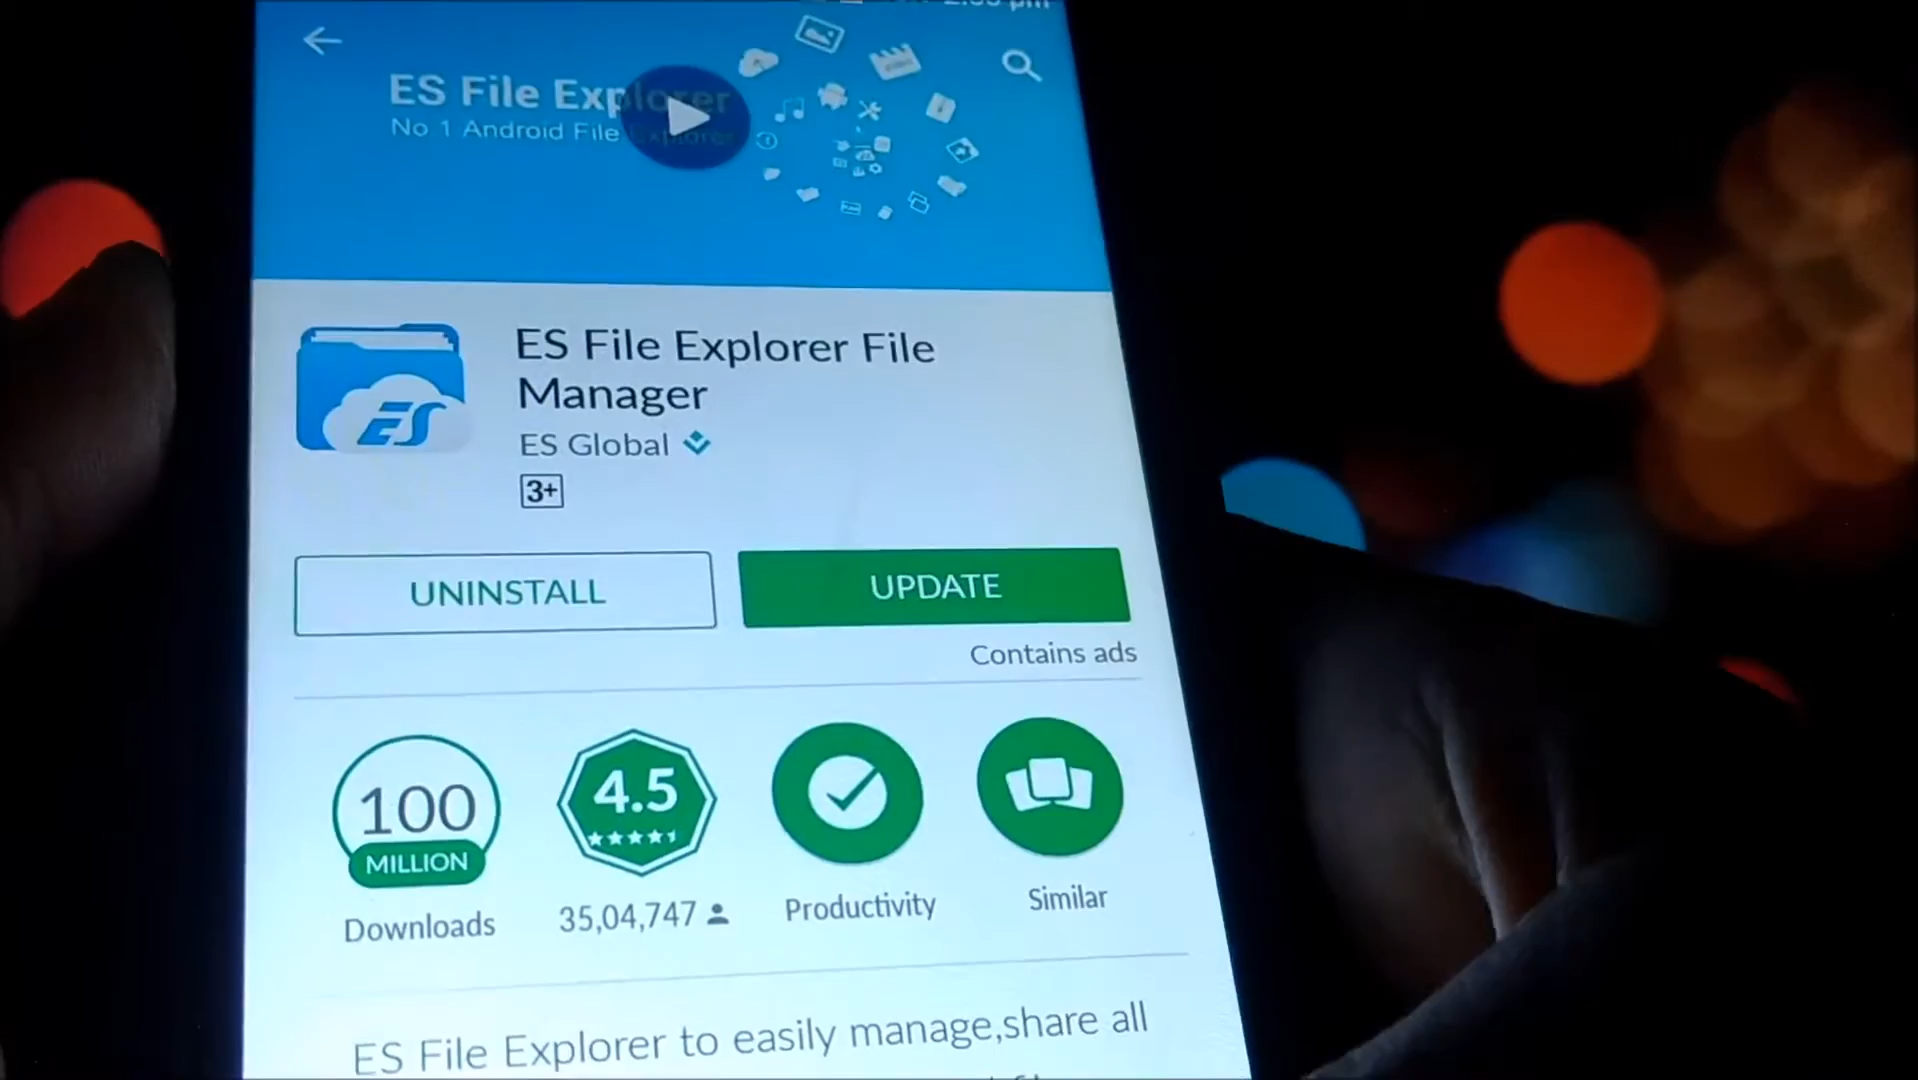 ES File Explorer
No 1 Android File Explorer
ES File Explorer File
Manager
ES
ES Global
3+
UNINSTALL
UPDATE
Contains ads
100
MILLION
4.5
Downloads
35,04,747
Productivity
Similar
ES File Explorer to easily manage,share all